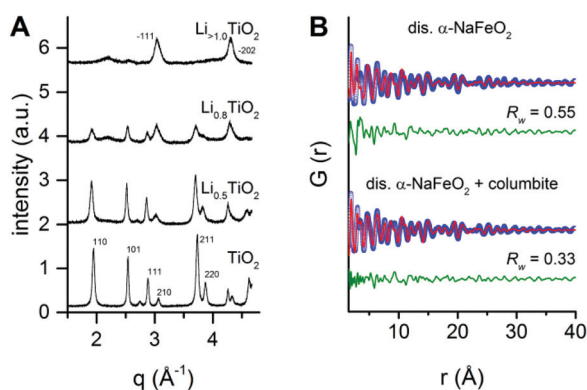 A
B
Li>1.0TiO2
-111
-202
Li0.8TiO2
Li0.5TiO2
TiO2
110
101
111
210
211
220
6
5
4
3
2
1
0
intensity (a.u.)
2
3
4
q (Å-1)
dis. α-NaFeO2
Rw = 0.55
dis. α-NaFeO2 + columbite
Rw = 0.33
G (r)
10
20
30
40
r (Å)